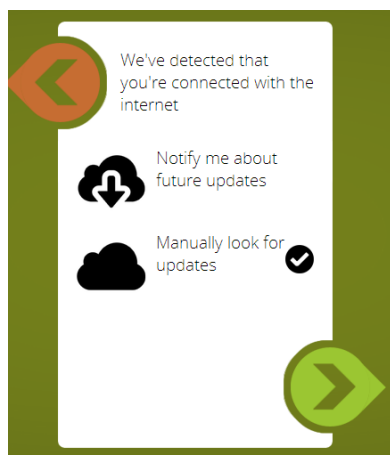 We've detected that
you're connected with the
internet
Notify me about
future updates
Manually look for
updates